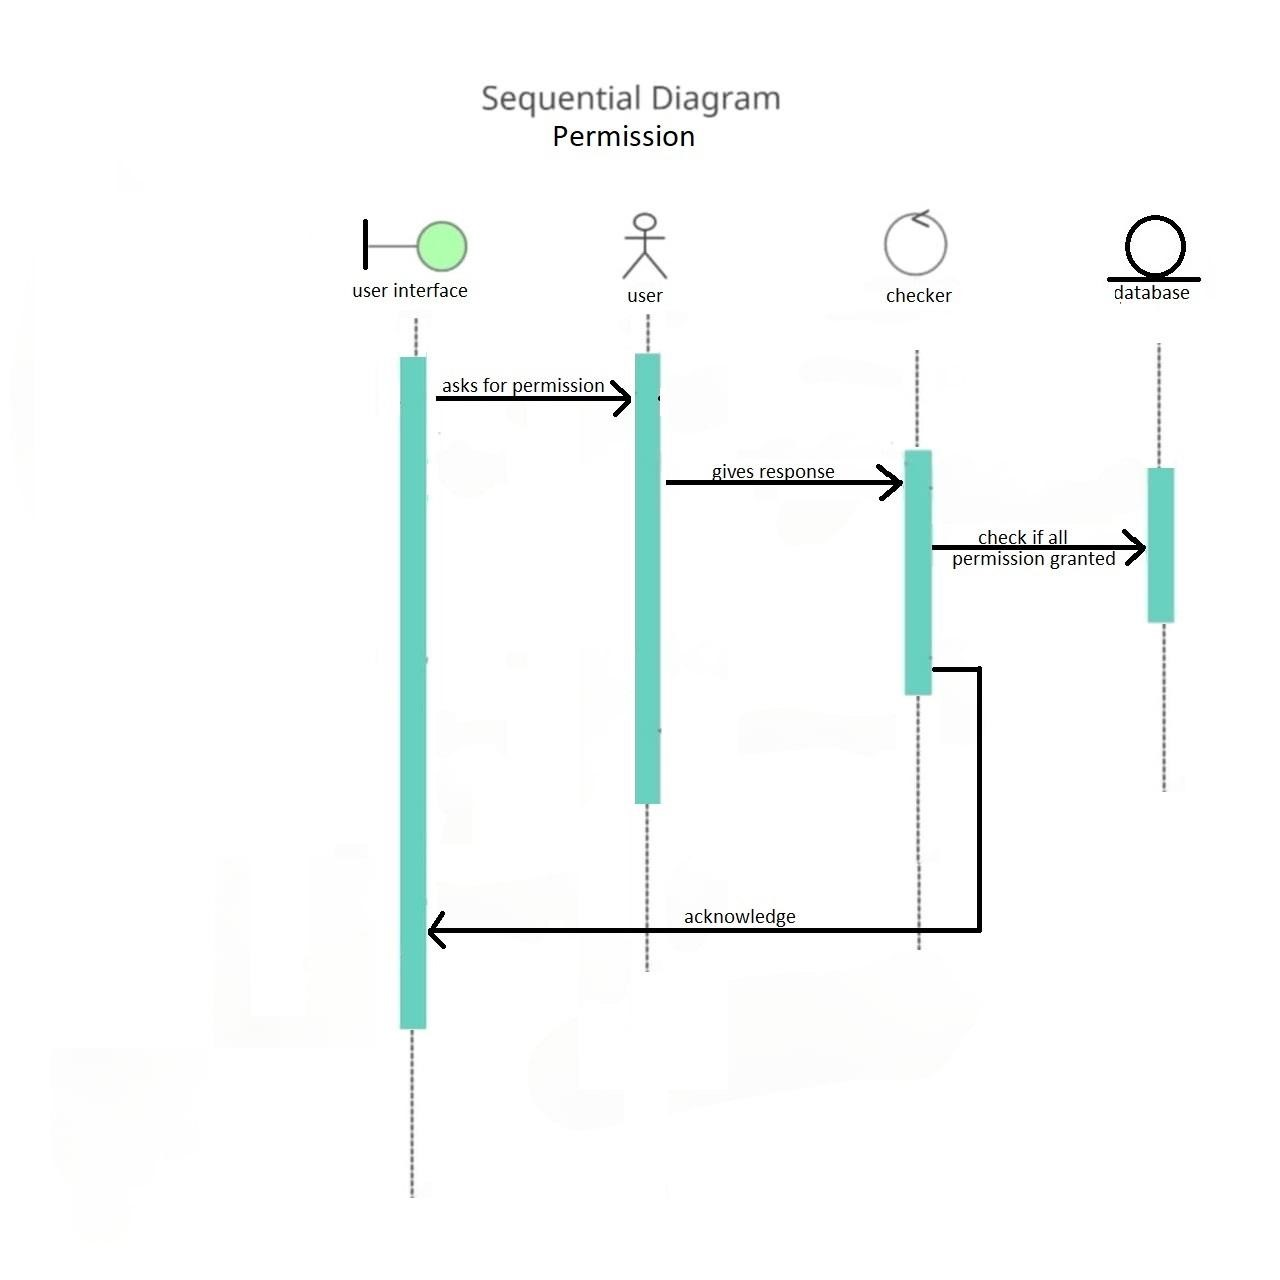 Sequential Diagram
Permission
user interface
user
checker
database
asks for permission
gives response
check if all
permission granted
acknowledge